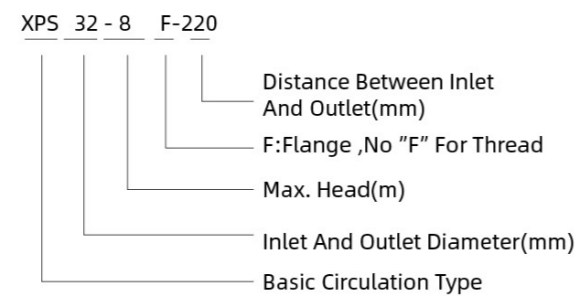 XPS 32 - 8 F-220
Distance Between Inlet
And Outlet(mm)
F:Flange ,No "F" For Thread
Max. Head(m)
Inlet And Outlet Diameter(mm)
Basic Circulation Type